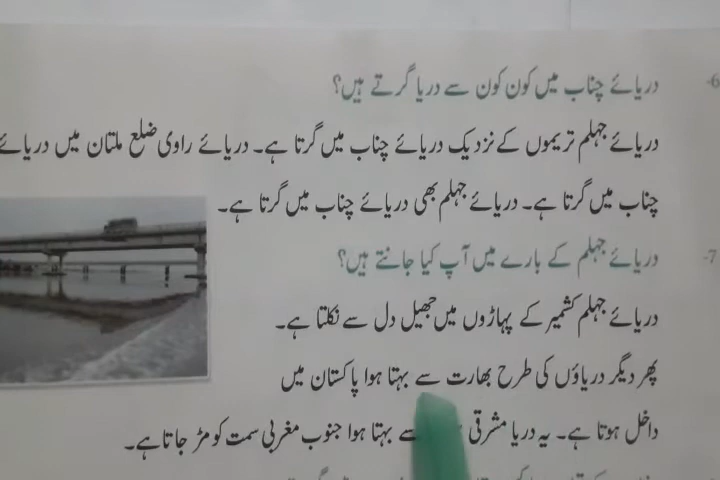 -6 دریائے چناب میں کون کون سے دریا گرتے ہیں؟
دریائے جہلم تریموں کے نزدیک دریائے چناب میں گرتا ہے۔ دریائے راوی ضلع ملتان میں دریائے
چناب میں گرتا ہے۔ دریائے جہلم بھی دریائے چناب میں گرتا ہے۔
-7 دریائے جہلم کے بارے میں آپ کیا جانتے ہیں؟
دریائے جہلم کشمیر کے پہاڑوں میں جھیل دل سے نکلتا ہے۔
پھر دیگر دریاؤں کی طرح بھارت سے بہتا ہوا پاکستان میں
داخل ہوتا ہے۔ یہ دریا مشرقی سے بہتا ہوا جنوب مغربی سمت کو مڑ جاتا ہے۔